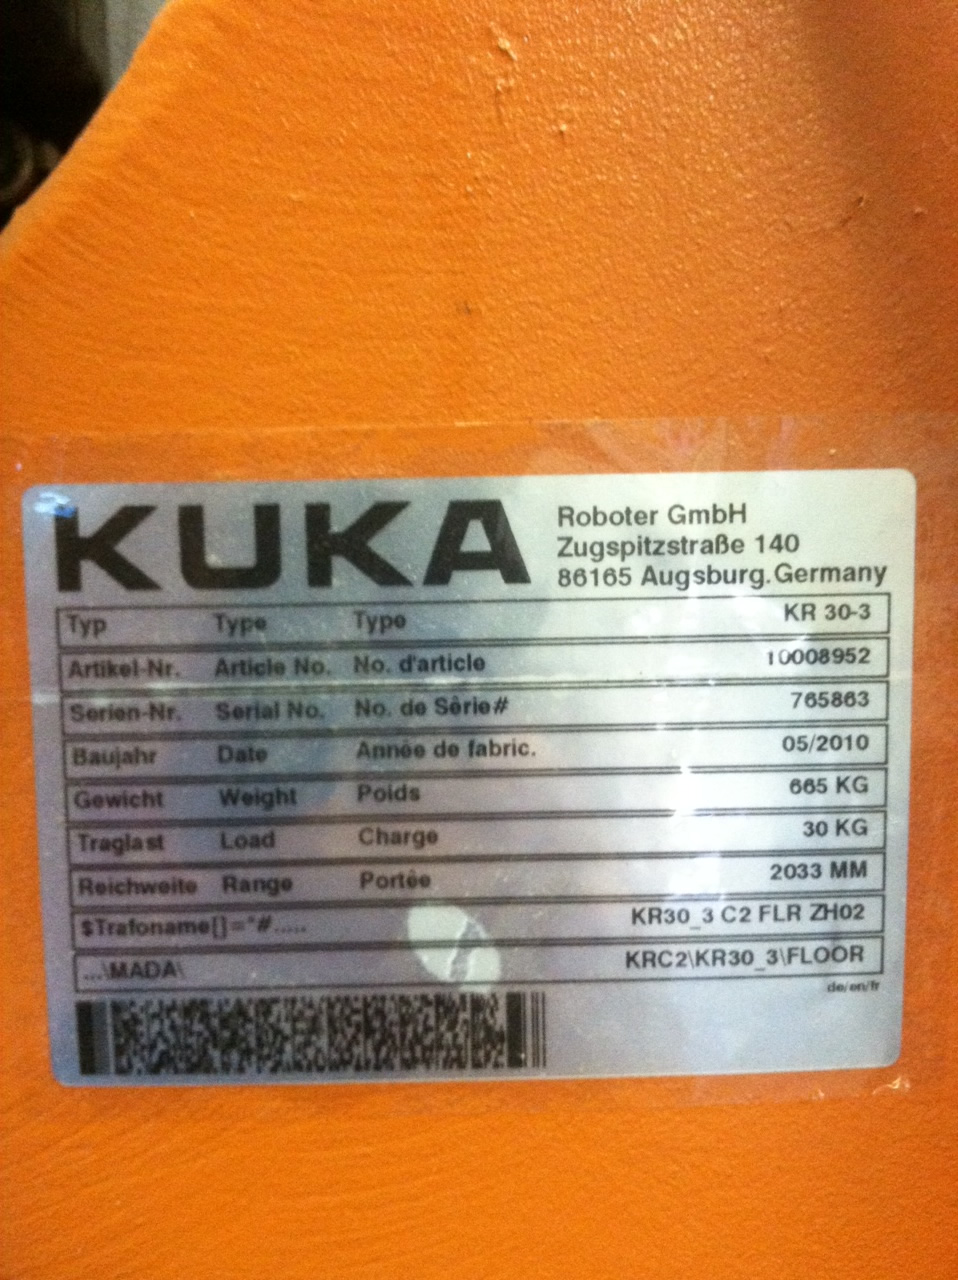 KUKA
Roboter GmbH
Zugspitzstraße 140
86165 Augsburg.Germany
Typ Type Type KR 30-3
Artikel-Nr. Article No. No. d'article 10008952
Serien-Nr. Serial No. No. de Sêrie# 765863
Baujahr Date Année de fabric. 05/2010
Gewicht Weight Poids 665 KG
Traglast Load Charge 30 KG
Reichweite Range Portêe 2033 MM
$Trafoname[]="#..... KR30_3 C2 FLR ZH02
...\MADA\ KRC2\KR30_3\FLOOR
de/en/fr